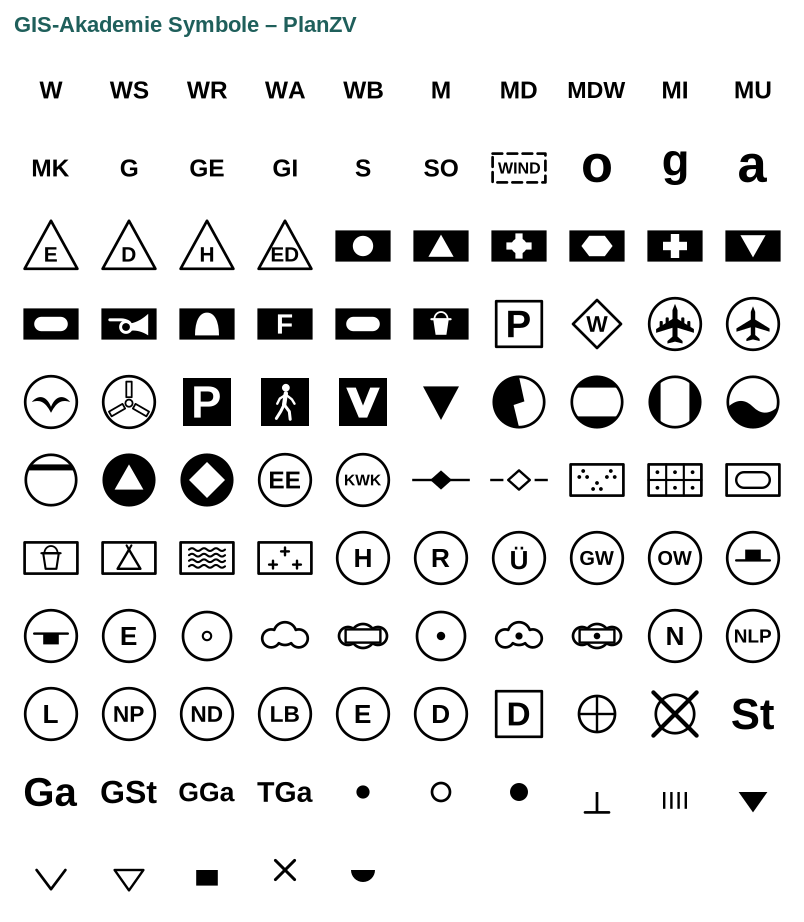 GIS-Akademie Symbole – PlanZV
W WS WR WA WB M MD MDW MI MU
MK G GE GI S SO WIND o g a
E D H ED
F P W
P V
EE KWK
H R Ü GW OW
E N NLP
L NP ND LB E D D St
Ga GSt GGa TGa